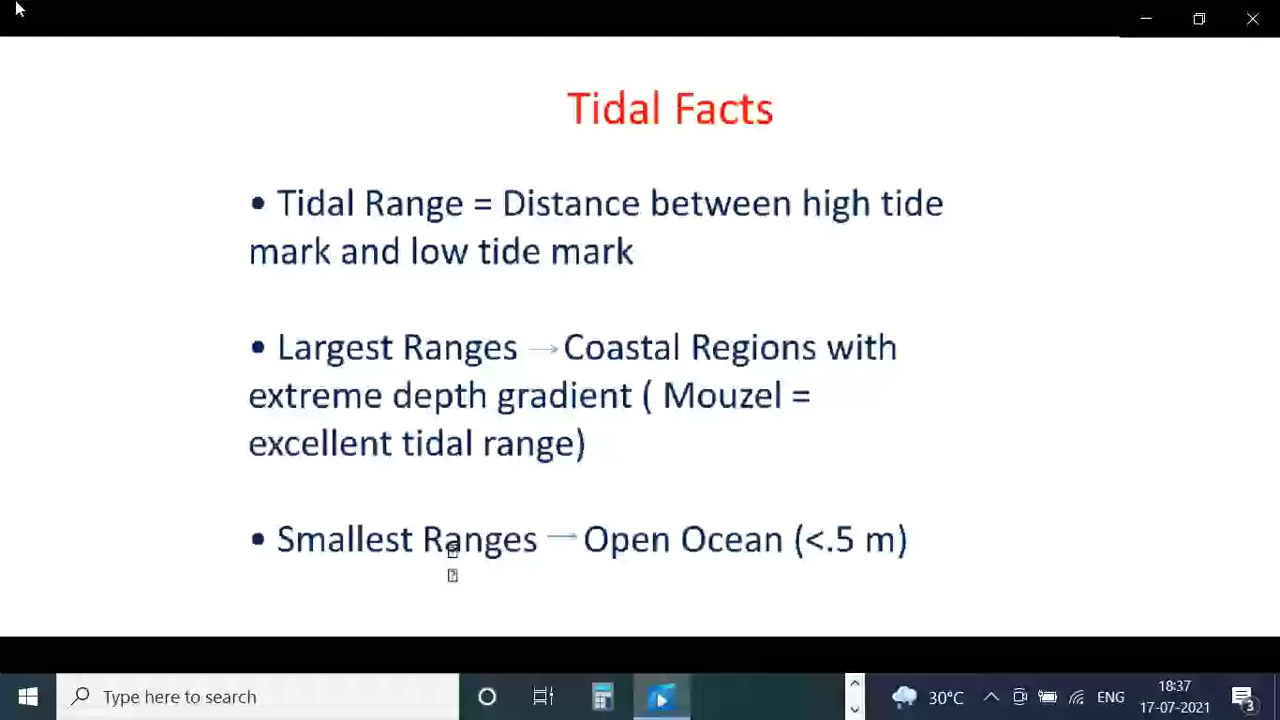 Tidal Facts
• Tidal Range = Distance between high tide
mark and low tide mark
• Largest Ranges → Coastal Regions with
extreme depth gradient ( Mouzel =
excellent tidal range)
• Smallest Ranges → Open Ocean (<.5 m)
Type here to search
30°C
ENG
18:37
17-07-2021
3